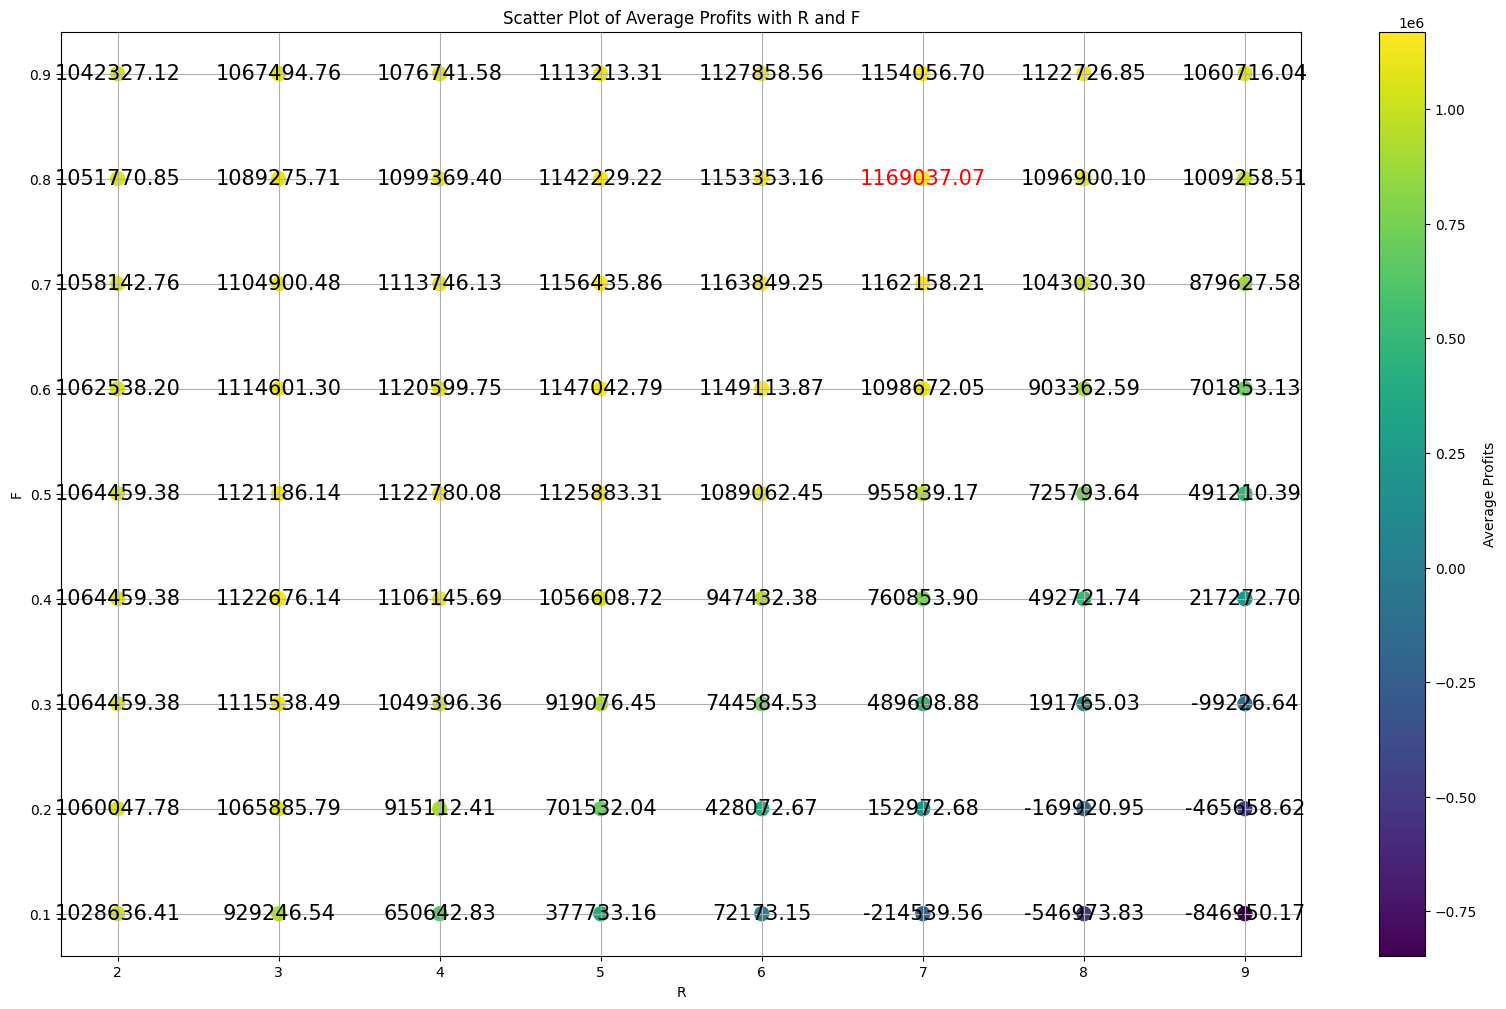 Scatter Plot of Average Profits with R and F
1e6
0.9 1042327.12 1067494.76 1076741.58 1113213.31 1127858.56 1154056.70 1122726.85 1060716.04
1.00
0.8 1051770.85 1089275.71 1099369.40 1142229.22 1153353.16 1169037.07 1096900.10 1009258.51
0.75
0.7 1058142.76 1104900.48 1113746.13 1156435.86 1163849.25 1162158.21 1043030.30 879627.58
0.50
0.6 1062538.20 1114601.30 1120599.75 1147042.79 1149113.87 1098672.05 903362.59 701853.13
0.25
F
0.5 1064459.38 1121186.14 1122780.08 1125883.31 1089062.45 955839.17 725793.64 491210.39
Average Profits
0.00
0.4 1064459.38 1122676.14 1106145.69 1056608.72 947432.38 760853.90 492721.74 217272.70
−0.25
0.3 1064459.38 1115538.49 1049396.36 919076.45 744584.53 489608.88 191765.03 -99226.64
−0.50
0.2 1060047.78 1065885.79 915112.41 701532.04 428072.67 152972.68 -169920.95 -465658.62
−0.75
0.1 1028636.41 929246.54 650642.83 377733.16 72173.15 -214539.56 -546973.83 -846950.17
2 3 4 5 6 7 8 9
R